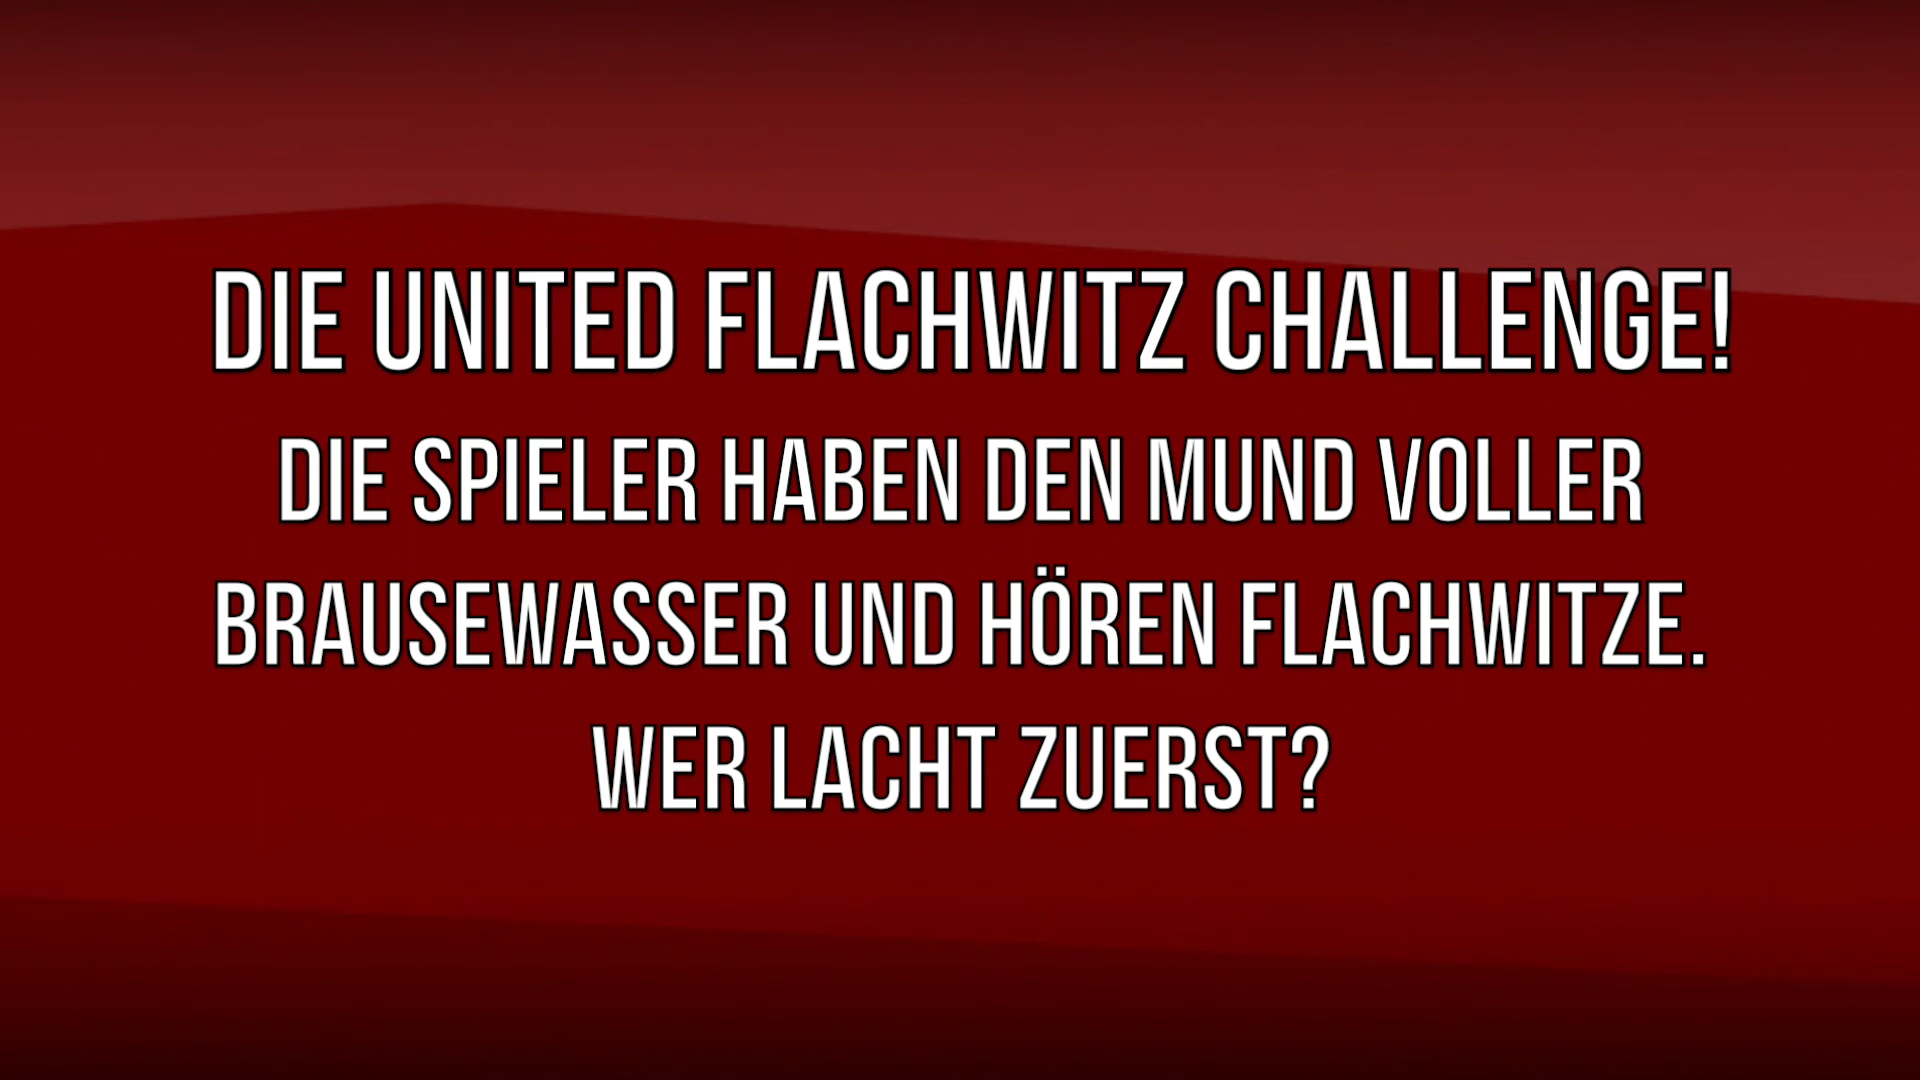 DIE UNITED FLACHWITZ CHALLENGE!
DIE SPIELER HABEN DEN MUND VOLLER
BRAUSEWASSER UND HÖREN FLACHWITZE.
WER LACHT ZUERST?